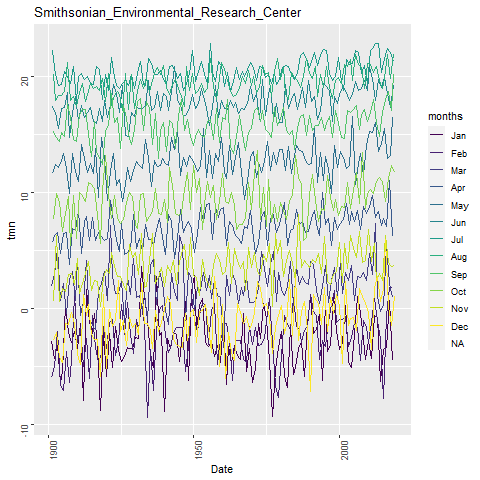 Smithsonian_Environmental_Research_Center
20
10
0
-10
tmn
1900
1950
2000
Date
months
Jan
Feb
Mar
Apr
May
Jun
Jul
Aug
Sep
Oct
Nov
Dec
NA